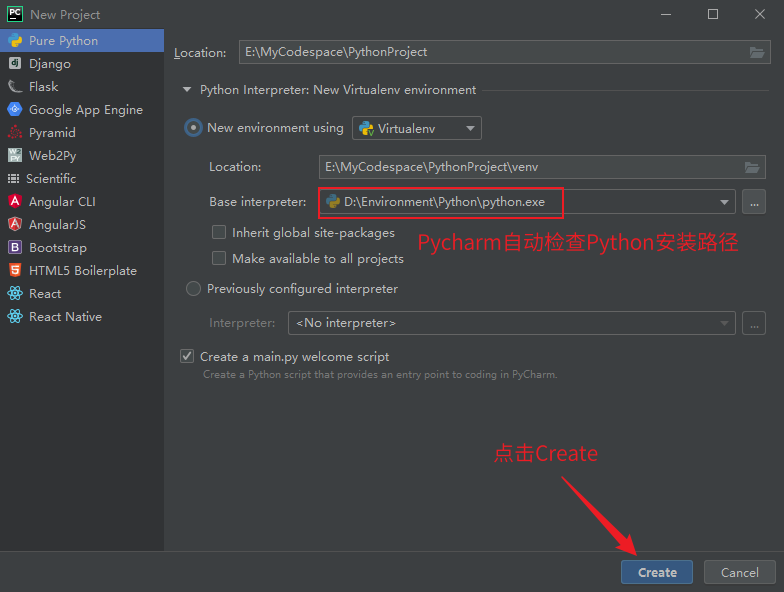 PC New Project
Pure Python
Django
Flask
Google App Engine
Pyramid
Web2Py
Scientific
Angular CLI
AngularJS
Bootstrap
HTML5 Boilerplate
React
React Native
Location: E:\MyCodespace\PythonProject
Python Interpreter: New Virtualenv environment
New environment using Virtualenv
Location: E:\MyCodespace\PythonProject\venv
Base interpreter: D:\Environment\Python\python.exe ...
Inherit global site-packages
Pycharm自动检查Python安装路径
Make available to all projects
Previously configured interpreter
Interpreter: <No interpreter> ...
Create a main.py welcome script
Create a Python script that provides an entry point to coding in PyCharm.
点击Create
Create Cancel